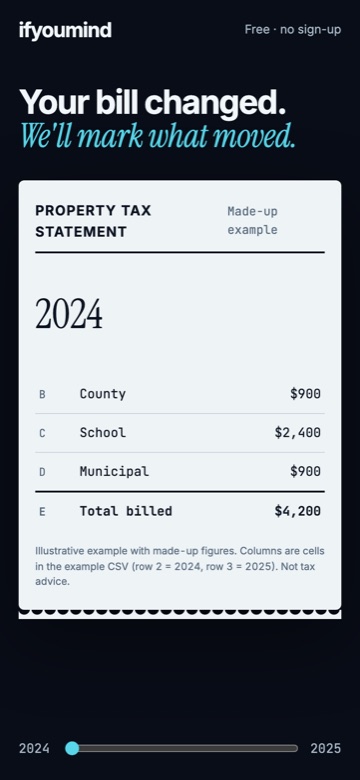 ifyoumind
Free · no sign-up
Your bill changed.
We'll mark what moved.
PROPERTY TAX
STATEMENT
Made-up
example
2024
B County $900
C School $2,400
D Municipal $900
E Total billed $4,200
Illustrative example with made-up figures. Columns are cells
in the example CSV (row 2 = 2024, row 3 = 2025). Not tax
advice.
2024 2025